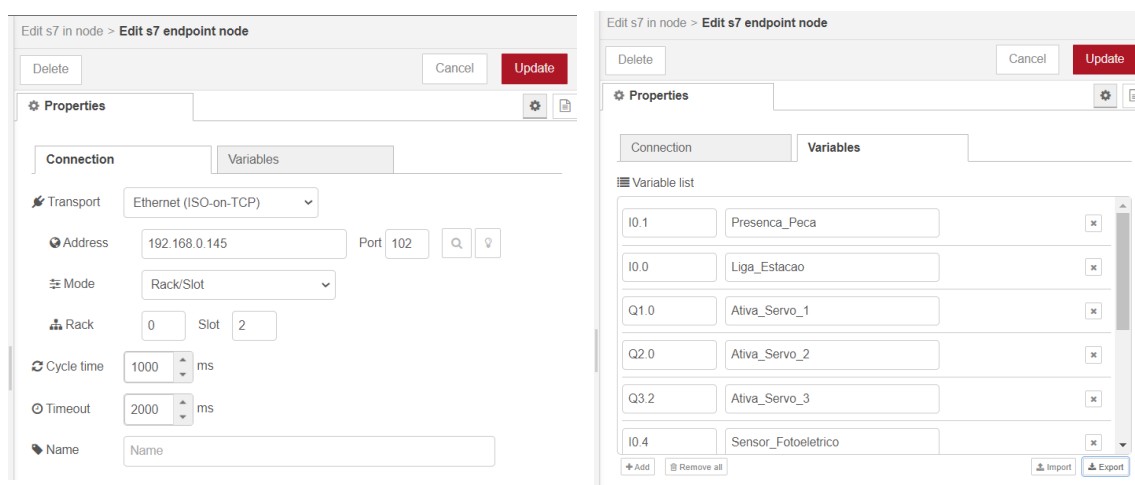 Edit s7 in node > Edit s7 endpoint node
Delete
Cancel
Update
Properties
Connection
Variables
Transport
Ethernet (ISO-on-TCP)
Address
192.168.0.145
Port
102
Mode
Rack/Slot
Rack
0
Slot
2
Cycle time
1000
ms
Timeout
2000
ms
Name
Name
Edit s7 in node > Edit s7 endpoint node
Delete
Cancel
Update
Properties
Connection
Variables
Variable list
I0.1
Presenca_Peca
I0.0
Liga_Estacao
Q1.0
Ativa_Servo_1
Q2.0
Ativa_Servo_2
Q3.2
Ativa_Servo_3
I0.4
Sensor_Fotoeletrico
+ Add
Remove all
Import
Export